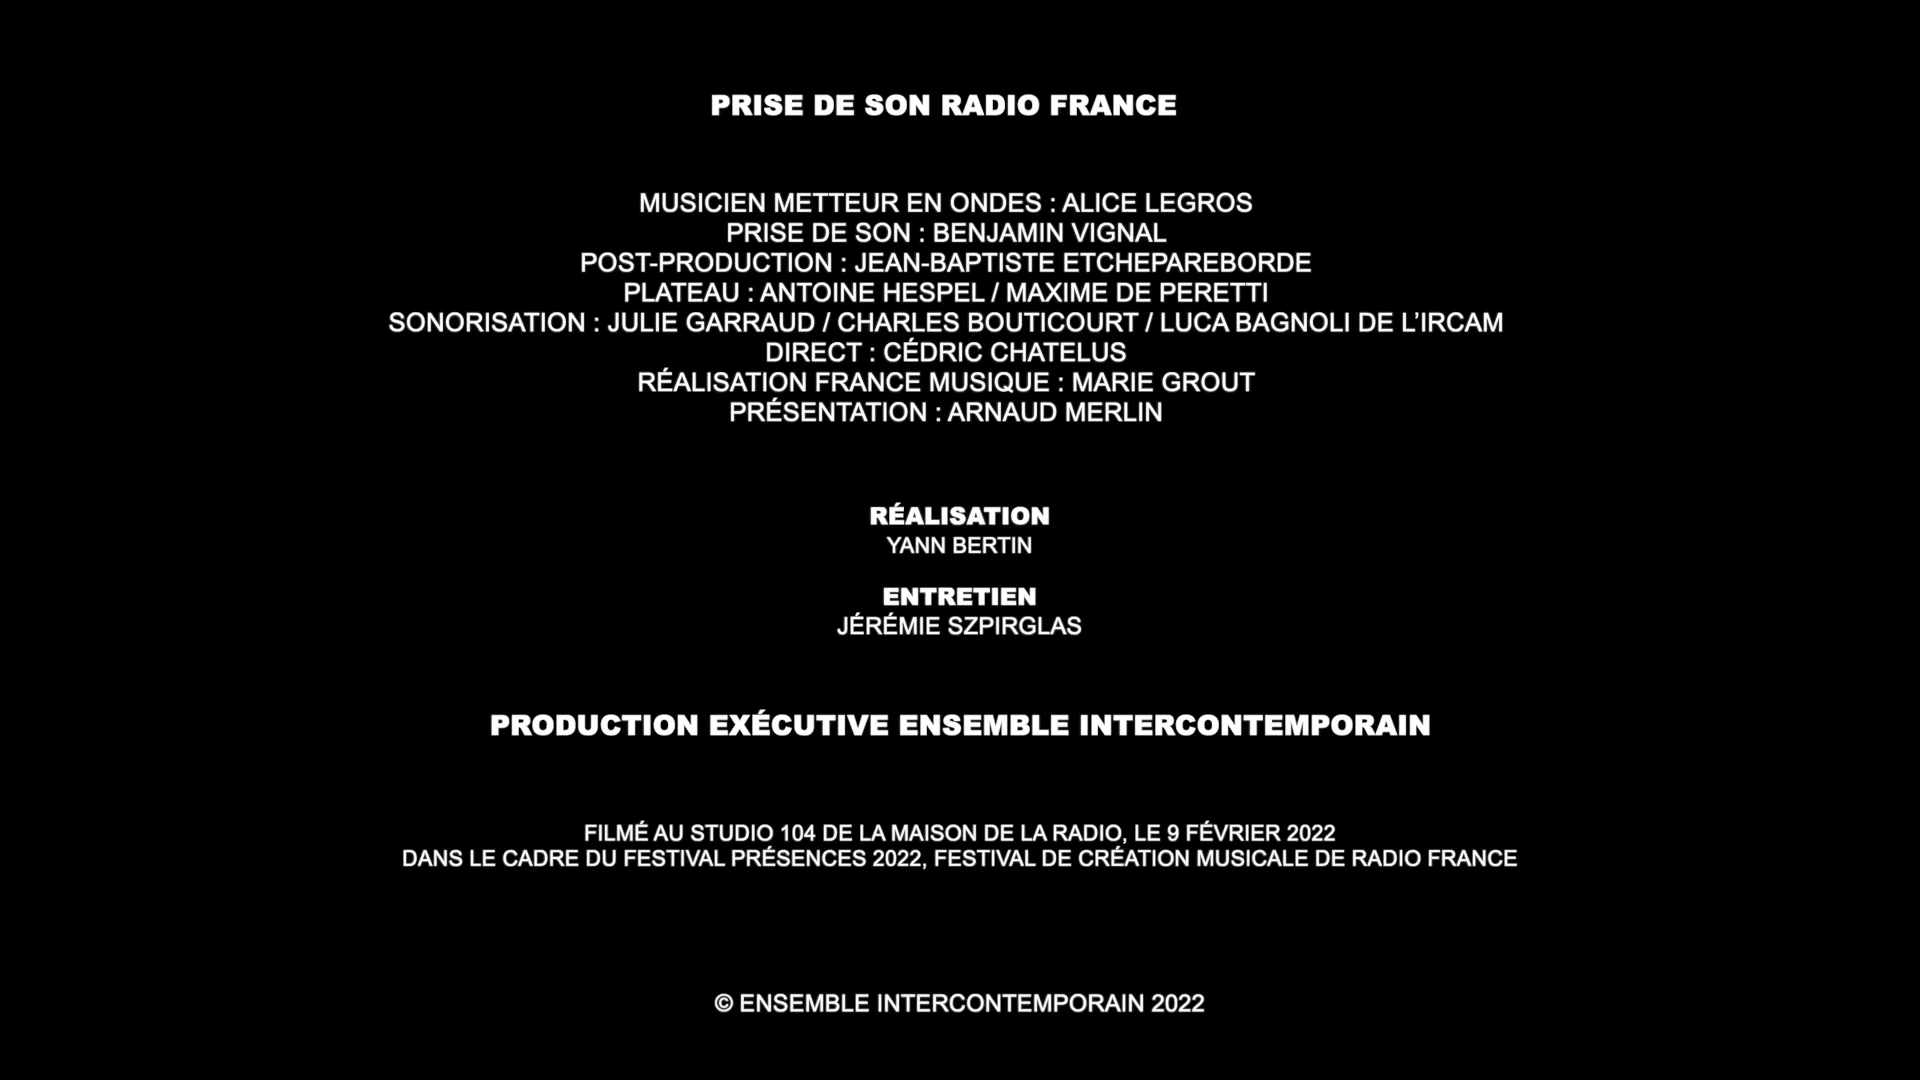 PRISE DE SON RADIO FRANCE
MUSICIEN METTEUR EN ONDES : ALICE LEGROS
PRISE DE SON : BENJAMIN VIGNAL
POST-PRODUCTION : JEAN-BAPTISTE ETCHEPAREBORDE
PLATEAU : ANTOINE HESPEL / MAXIME DE PERETTI
SONORISATION : JULIE GARRAUD / CHARLES BOUTICOURT / LUCA BAGNOLI DE L’IRCAM
DIRECT : CÉDRIC CHATELUS
RÉALISATION FRANCE MUSIQUE : MARIE GROUT
PRÉSENTATION : ARNAUD MERLIN
RÉALISATION
YANN BERTIN
ENTRETIEN
JÉRÉMIE SZPIRGLAS
PRODUCTION EXÉCUTIVE ENSEMBLE INTERCONTEMPORAIN
FILMÉ AU STUDIO 104 DE LA MAISON DE LA RADIO, LE 9 FÉVRIER 2022
DANS LE CADRE DU FESTIVAL PRÉSENCES 2022, FESTIVAL DE CRÉATION MUSICALE DE RADIO FRANCE
© ENSEMBLE INTERCONTEMPORAIN 2022